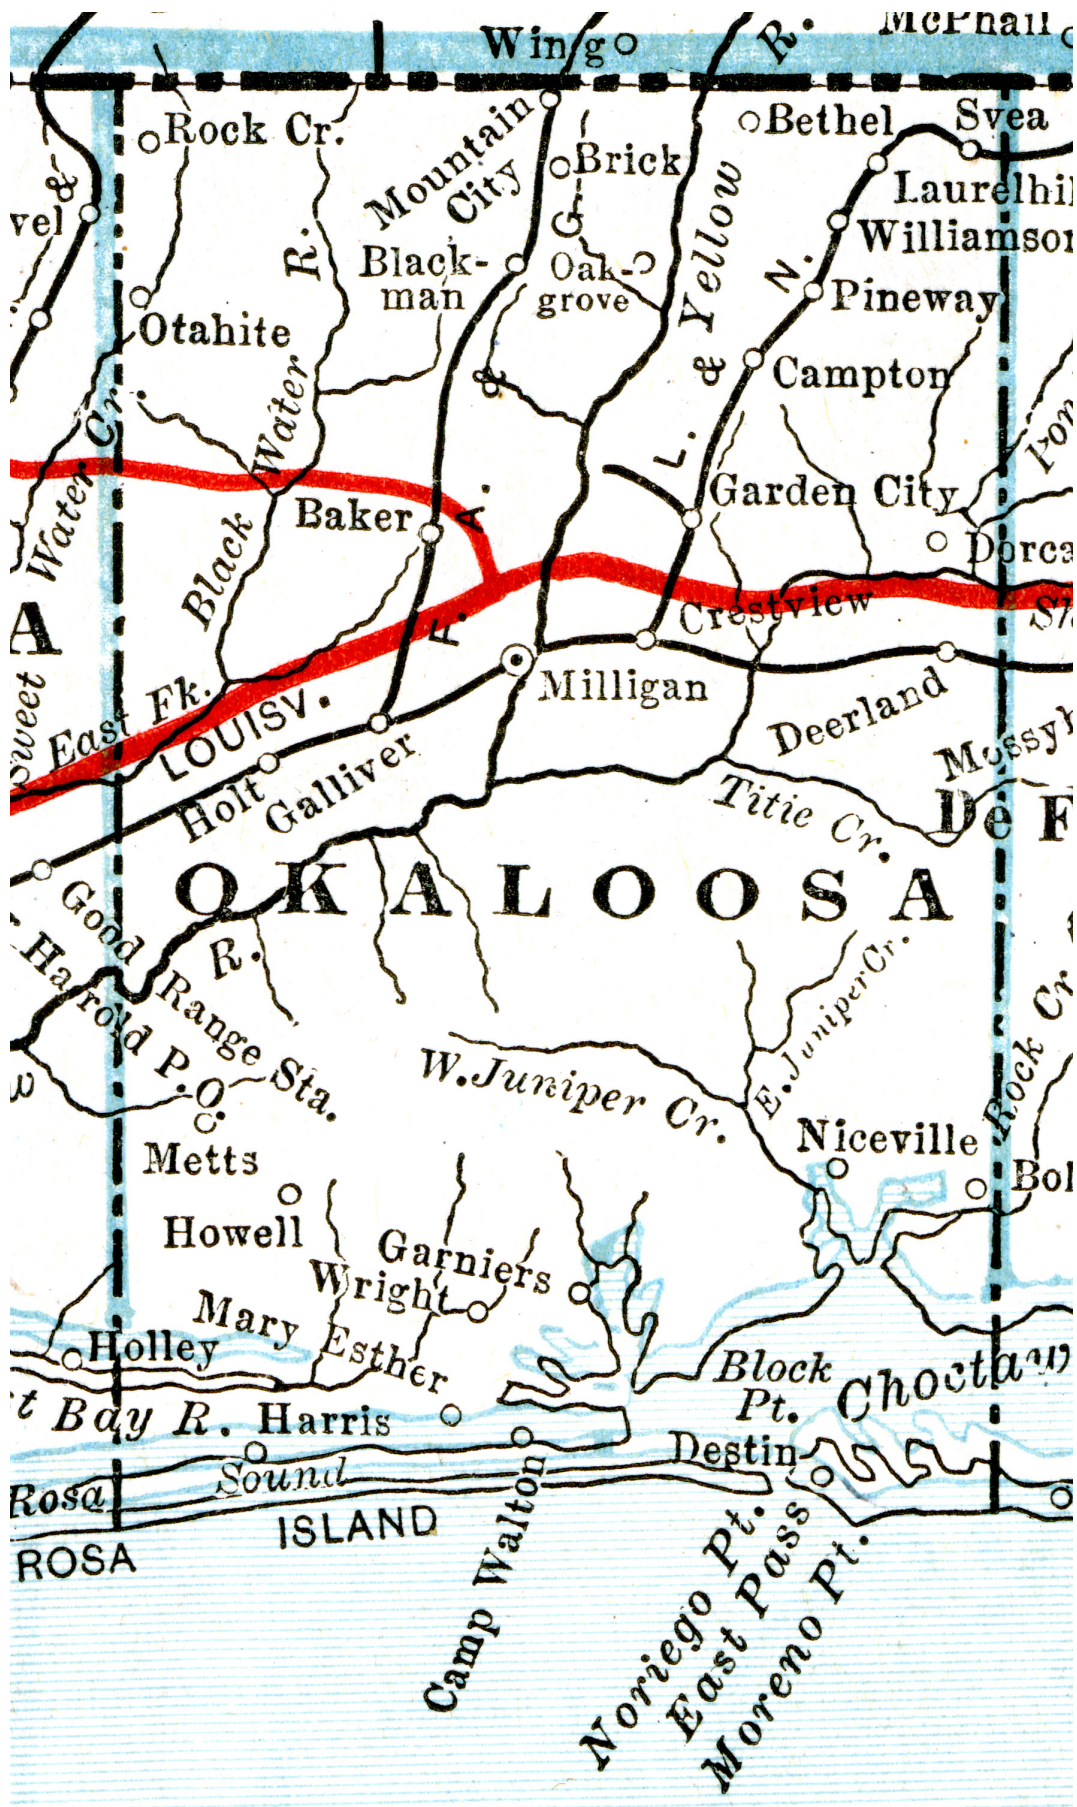 McPhail
Wing
R.
Rock Cr.
Mountain
City
Brick
Bethel
Svea
&
vel
Laurelhil
Williamson
R.
Black-
man
G.
Oak-
grove
& Yellow
N.
Pineway
Otahite
&
Campton
Water Cr.
Black Water
L.
Pon
Garden City
Baker
A.
Dorca
F.
Crestview
Sh
A
Sweet
East Fk.
LOUISV.
Milligan
Deerland
Mossyh
Holt
Galliver
Titie Cr.
De F
OKALOOSA
Good Range Sta.
Harold P.O.
R.
E. Juniper Cr.
W. Juniper Cr.
Rock Cr
Niceville
Metts
Bol
Howell
Garniers
Wright
Mary Esther
Holley
Block
Pt.
Choctaw
t Bay R.
Harris
Destin
Sound
Rosa
ISLAND
ROSA
Camp Walton
Noriego Pt.
East Pass
Moreno Pt.